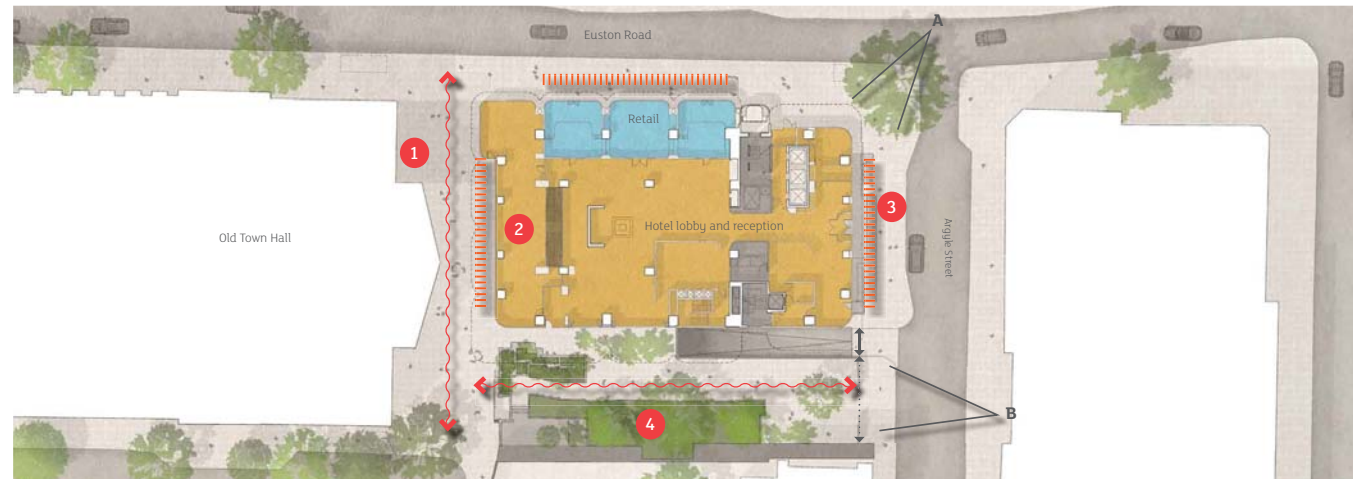 A
Euston Road
Retail
1
3
2
Hotel lobby and reception
Old Town Hall
Argyle Street
B
4